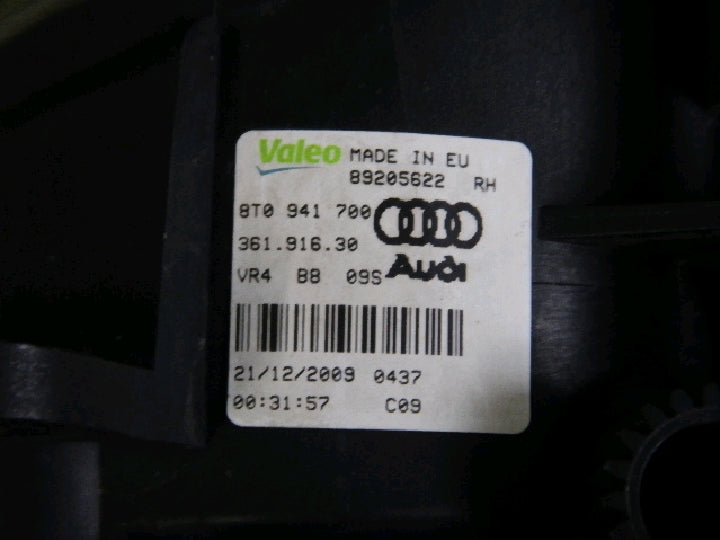 Valeo MADE IN EU
89205622 RH
8T0 941 700
361.916.30
VR4 B8 09S Audi
21/12/2009 0437
00:31:57 C09